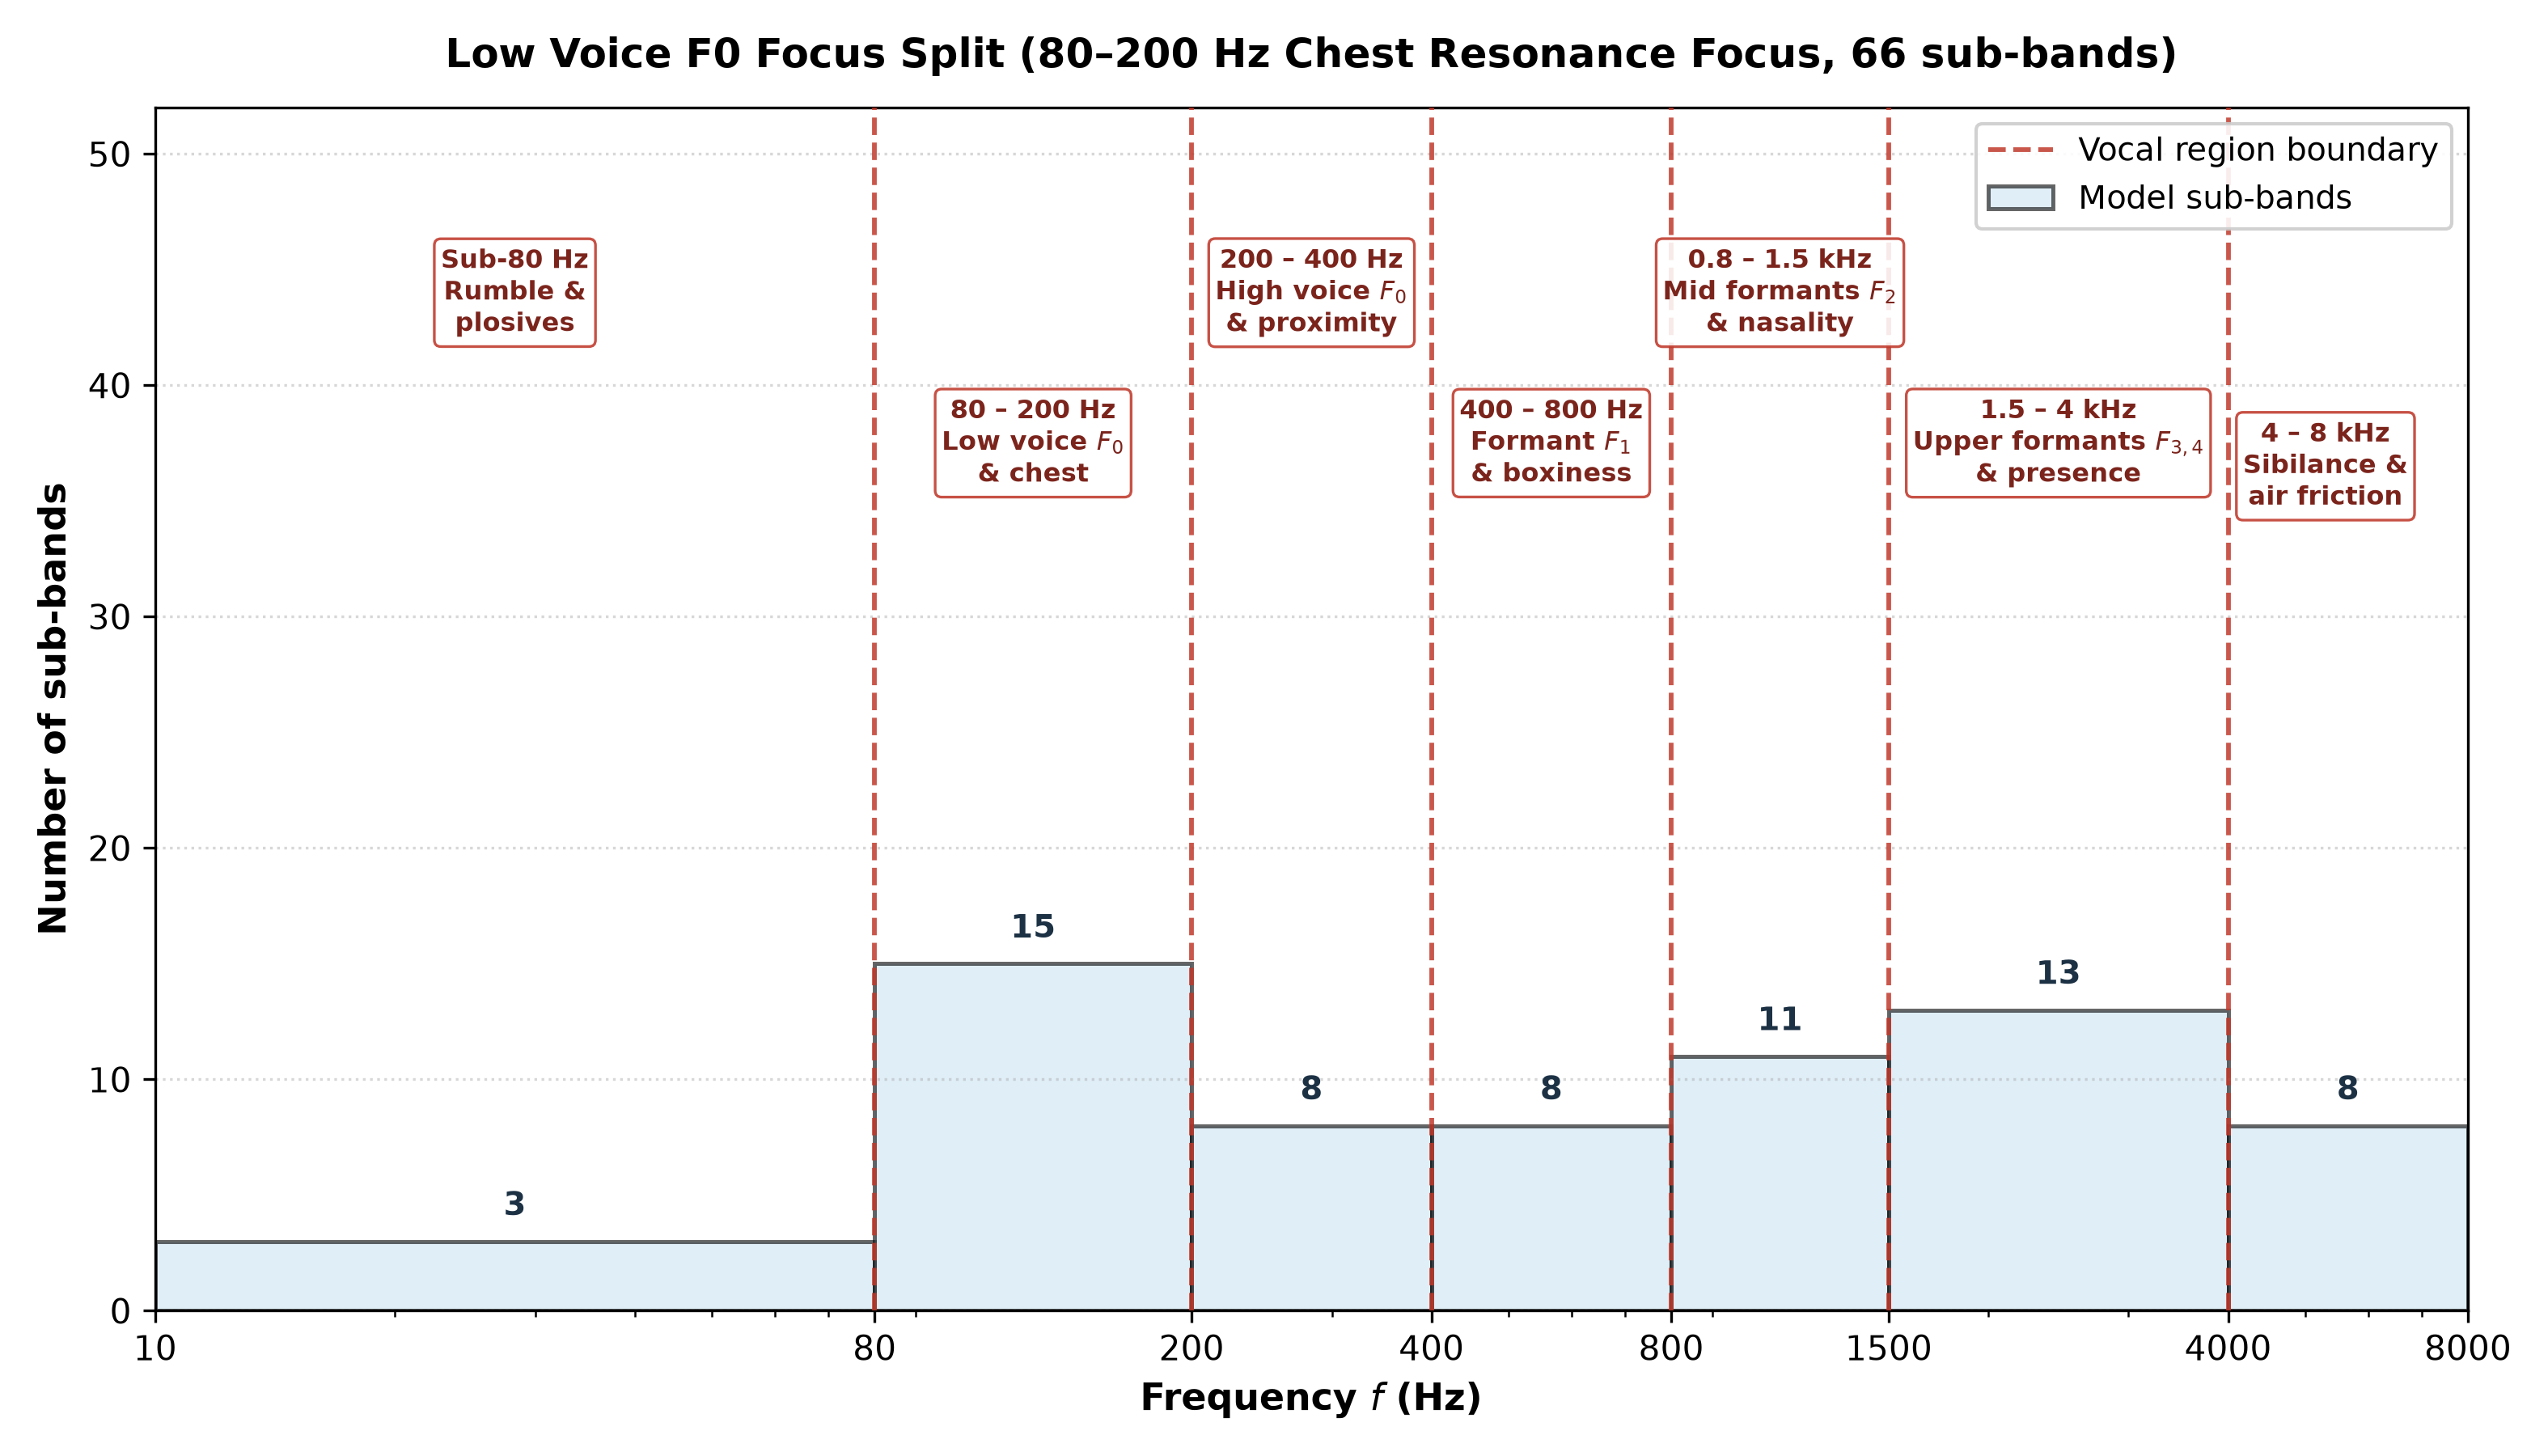 Low Voice F0 Focus Split (80–200 Hz Chest Resonance Focus, 66 sub-bands)
Vocal region boundary
Model sub-bands
Number of sub-bands
50
40
30
20
10
0
Sub-80 Hz
Rumble &
plosives
80 – 200 Hz
Low voice F0
& chest
200 – 400 Hz
High voice F0
& proximity
400 – 800 Hz
Formant F1
& boxiness
0.8 – 1.5 kHz
Mid formants F2
& nasality
1.5 – 4 kHz
Upper formants F3,4
& presence
4 – 8 kHz
Sibilance &
air friction
3
15
8
8
11
13
8
10 80 200 400 800 1500 4000 8000
Frequency f (Hz)